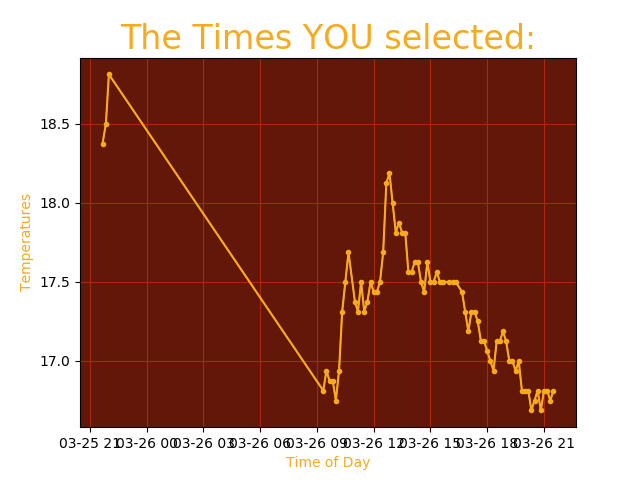 The Times YOU selected:
18.5
18.0
17.5
17.0
Temperatures
03-25 21 03-26 00 03-26 03 03-26 06 03-26 09 03-26 12 03-26 15 03-26 18 03-26 21
Time of Day